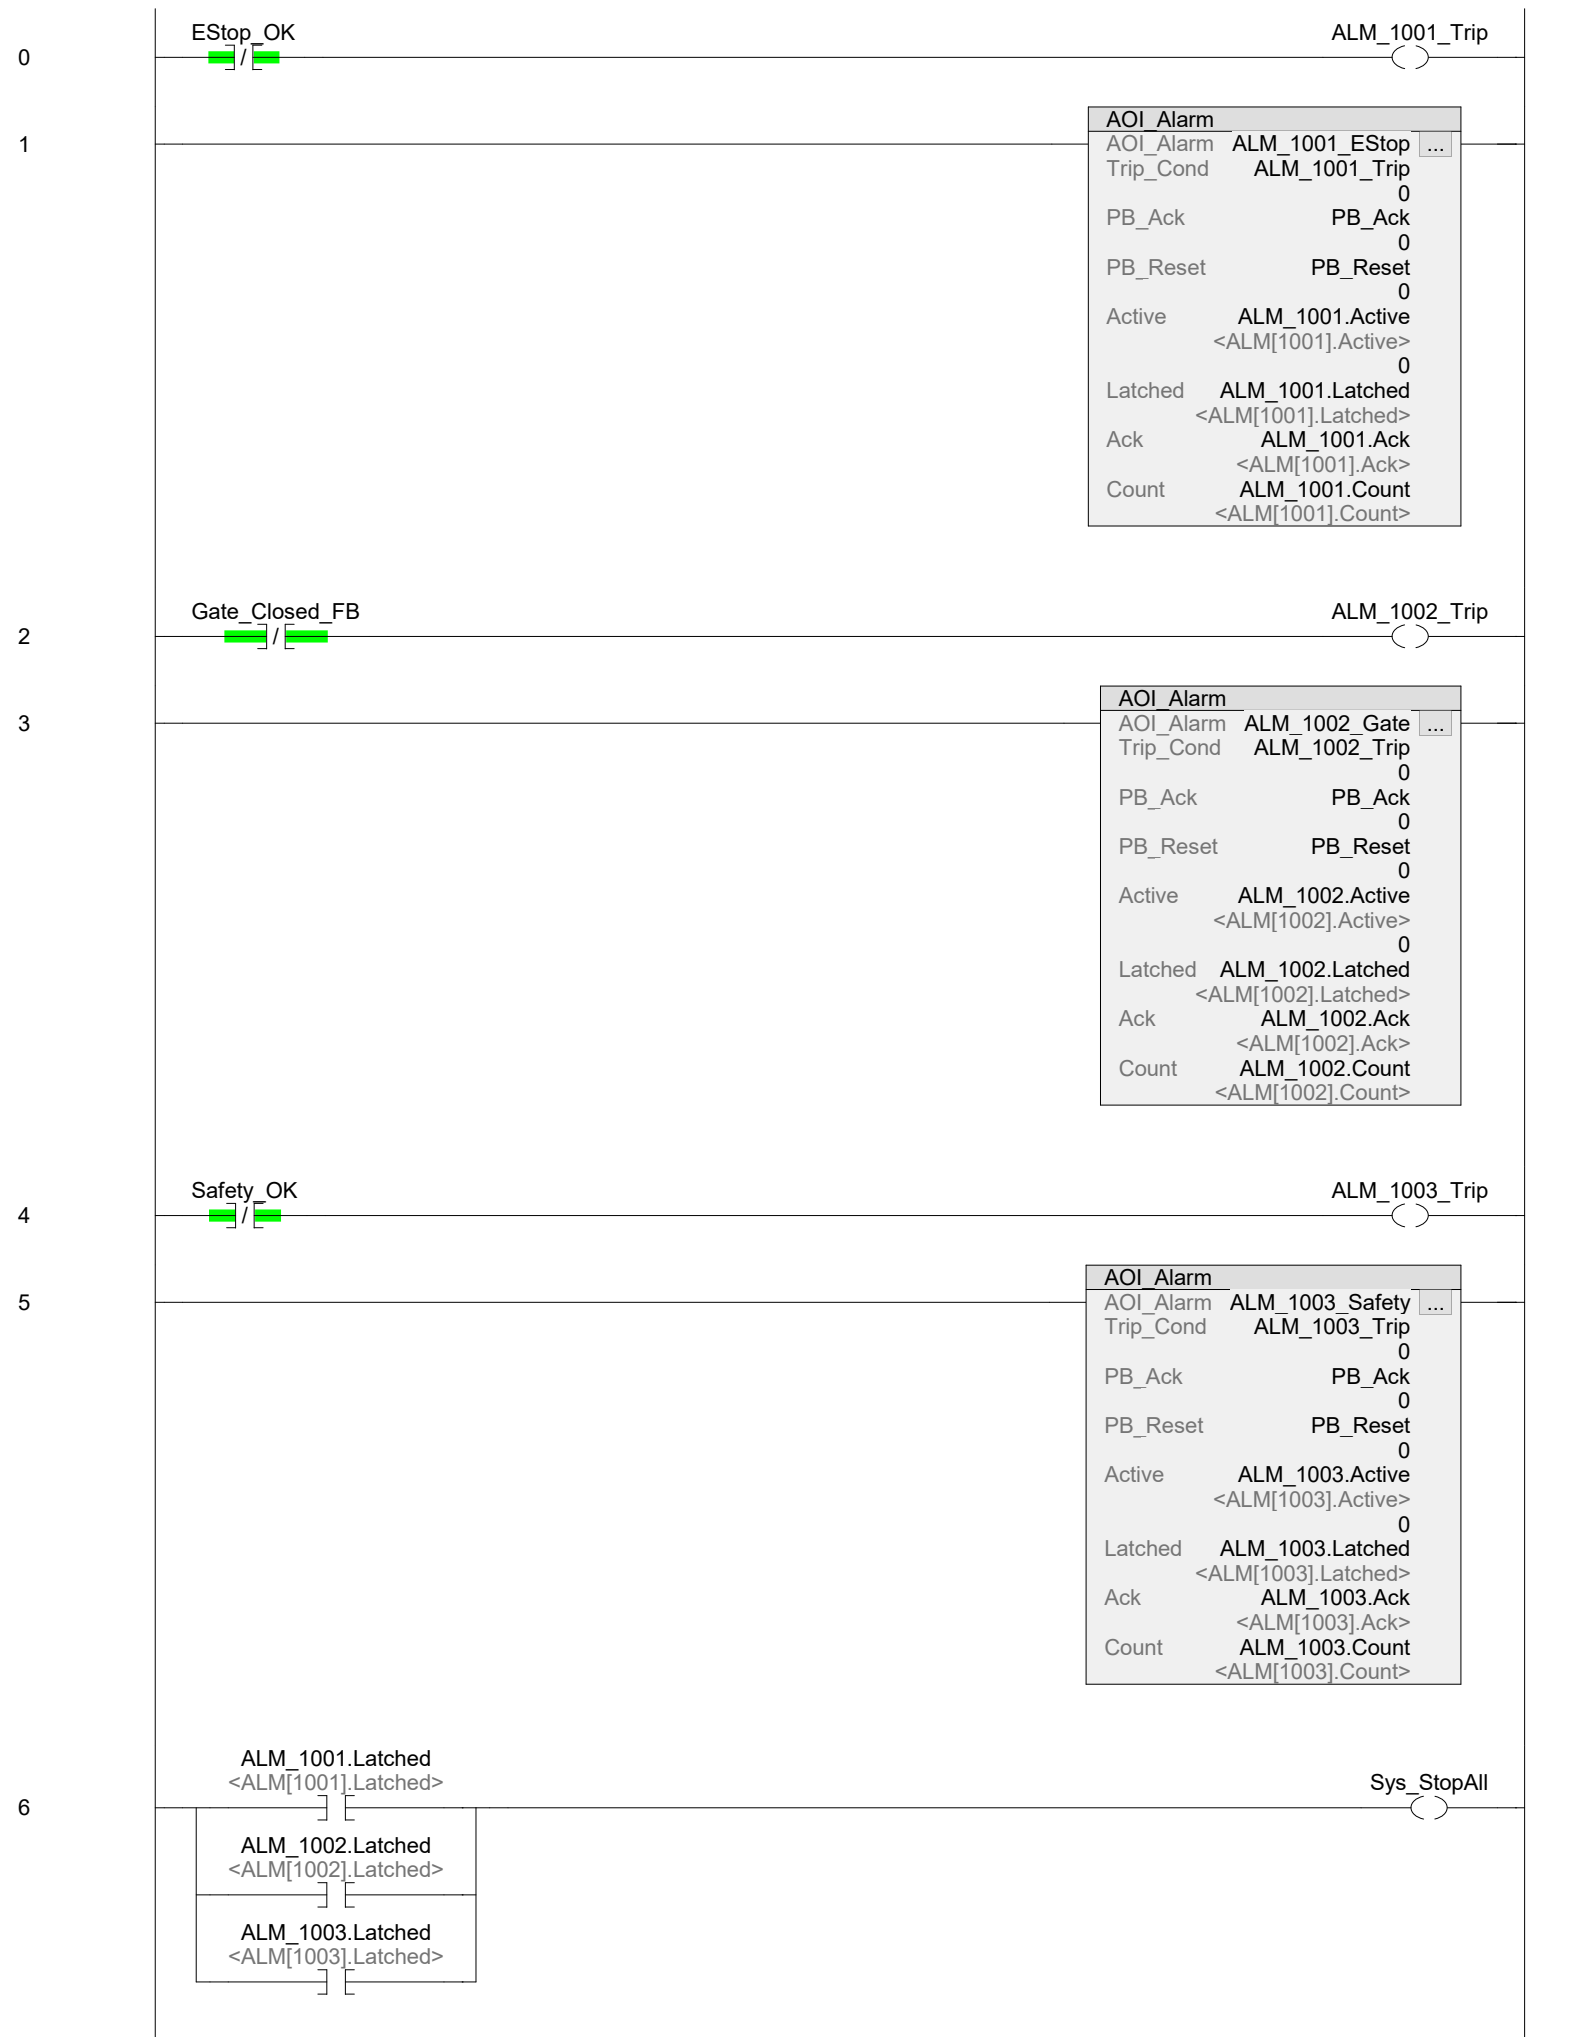 0
EStop_OK
/
ALM_1001_Trip
1
AOI_Alarm
AOI_Alarm ALM_1001_EStop ...
Trip_Cond ALM_1001_Trip
0
PB_Ack PB_Ack
0
PB_Reset PB_Reset
0
Active ALM_1001.Active
<ALM[1001].Active>
0
Latched ALM_1001.Latched
<ALM[1001].Latched>
Ack ALM_1001.Ack
<ALM[1001].Ack>
Count ALM_1001.Count
<ALM[1001].Count>
2
Gate_Closed_FB
/
ALM_1002_Trip
3
AOI_Alarm
AOI_Alarm ALM_1002_Gate ...
Trip_Cond ALM_1002_Trip
0
PB_Ack PB_Ack
0
PB_Reset PB_Reset
0
Active ALM_1002.Active
<ALM[1002].Active>
0
Latched ALM_1002.Latched
<ALM[1002].Latched>
Ack ALM_1002.Ack
<ALM[1002].Ack>
Count ALM_1002.Count
<ALM[1002].Count>
4
Safety_OK
/
ALM_1003_Trip
5
AOI_Alarm
AOI_Alarm ALM_1003_Safety ...
Trip_Cond ALM_1003_Trip
0
PB_Ack PB_Ack
0
PB_Reset PB_Reset
0
Active ALM_1003.Active
<ALM[1003].Active>
0
Latched ALM_1003.Latched
<ALM[1003].Latched>
Ack ALM_1003.Ack
<ALM[1003].Ack>
Count ALM_1003.Count
<ALM[1003].Count>
6
ALM_1001.Latched
<ALM[1001].Latched>
Sys_StopAll
ALM_1002.Latched
<ALM[1002].Latched>
ALM_1003.Latched
<ALM[1003].Latched>